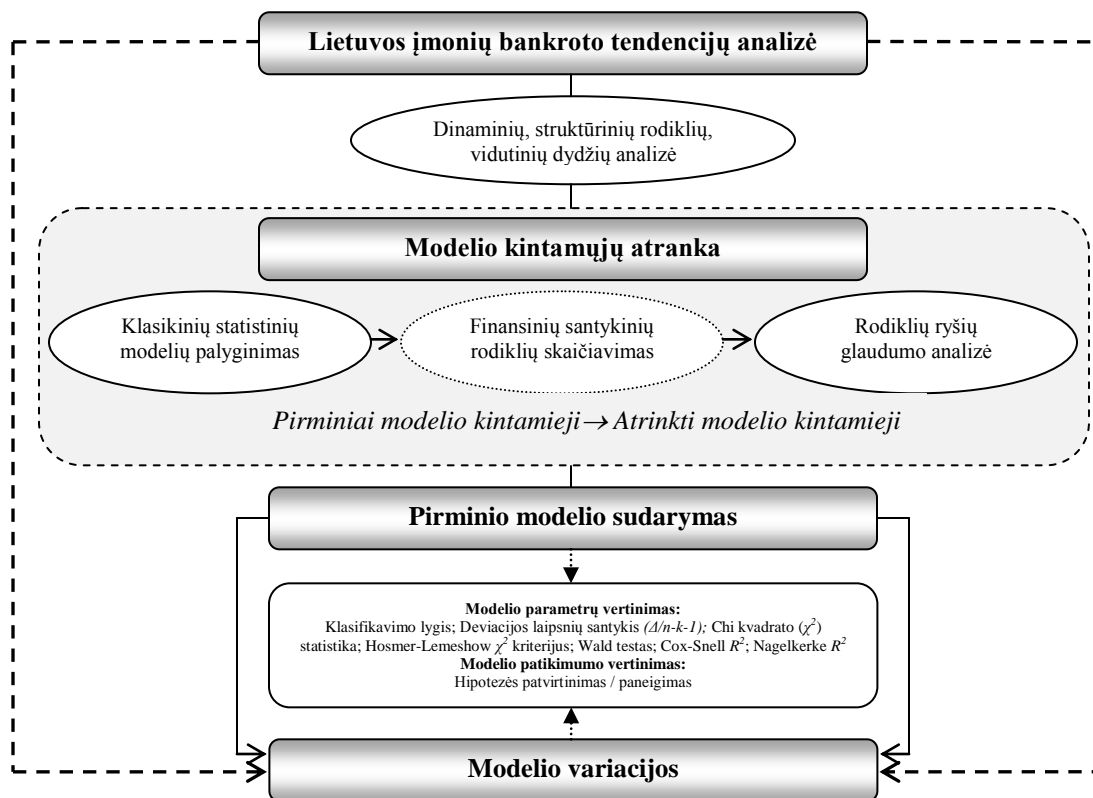 Lietuvos įmonių bankroto tendencijų analizė
Dinaminių, struktūrinių rodiklių,
vidutinių dydžių analizė
Modelio kintamųjų atranka
Klasikinių statistinių
modelių palyginimas
Finansinių santykinių
rodiklių skaičiavimas
Rodiklių ryšių
glaudumo analizė
Pirminiai modelio kintamieji→ Atrinkti modelio kintamieji
Pirminio modelio sudarymas
Modelio parametrų vertinimas:
Klasifikavimo lygis; Deviacijos laipsnių santykis (Δ/n-k-1); Chi kvadrato (χ²)
statistika; Hosmer-Lemeshow χ² kriterijus; Wald testas; Cox-Snell R²; Nagelkerke R²
Modelio patikimumo vertinimas:
Hipotezės patvirtinimas / paneigimas
Modelio variacijos